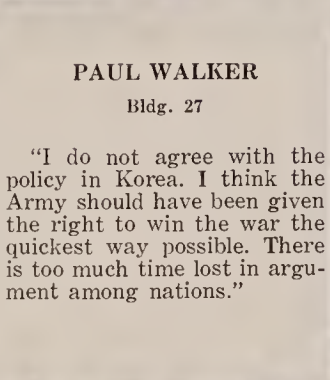 PAUL WALKER
Bldg. 27
“I do not agree with the
policy in Korea. I think the
Army should have been given
the right to win the war the
quickest way possible. There
is too much time lost in argu-
ment among nations.”